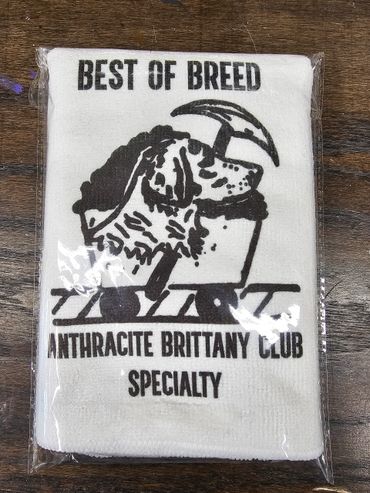 BEST OF BREED
ANTHRACITE BRITTANY CLUB
SPECIALTY